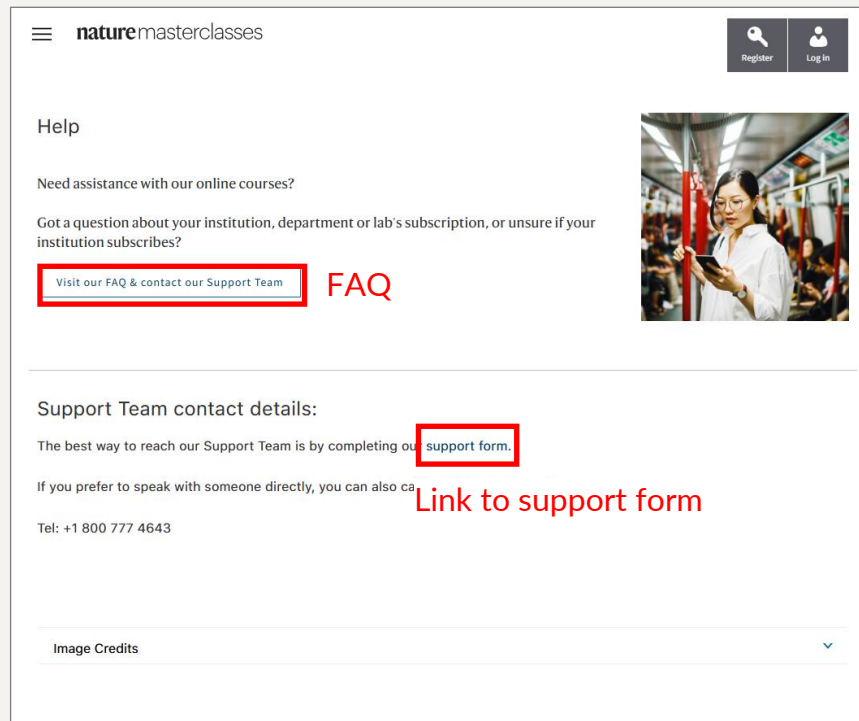 nature masterclasses
Register
Log in
Help
Need assistance with our online courses?
Got a question about your institution, department or lab's subscription, or unsure if your
institution subscribes?
Visit our FAQ & contact our Support Team
FAQ
Support Team contact details:
The best way to reach our Support Team is by completing our support form.
If you prefer to speak with someone directly, you can also ca
Link to support form
Tel: +1 800 777 4643
Image Credits